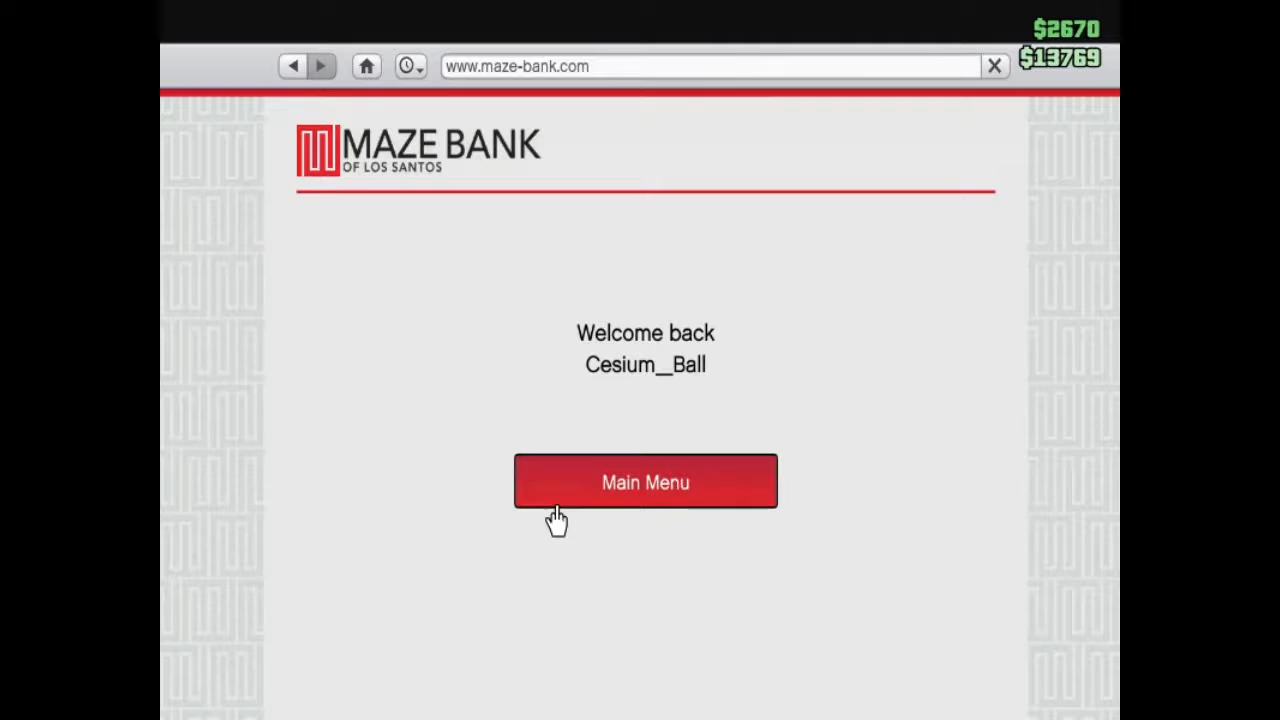 $2670
$13769
www.maze-bank.com
MAZE BANK
OF LOS SANTOS
Welcome back
Cesium__Ball
Main Menu